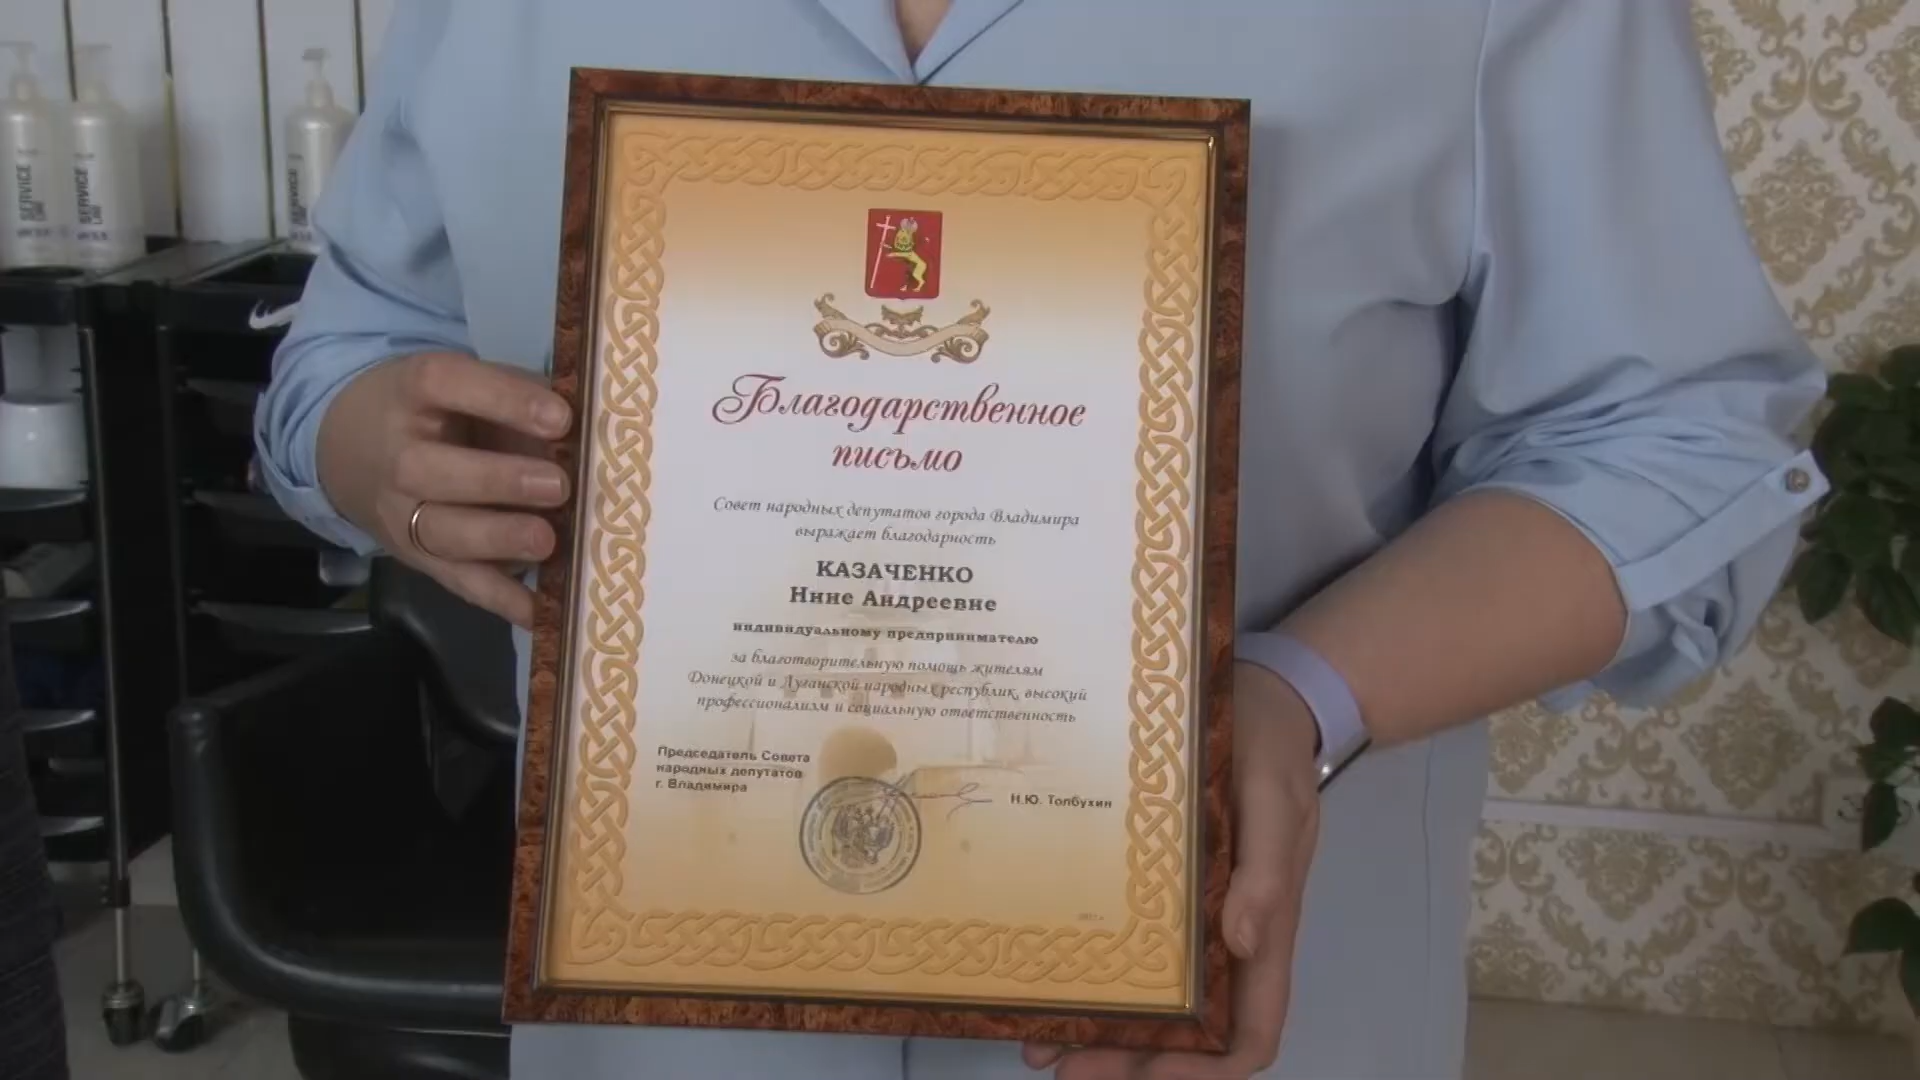 SERVICE
SERVICE
SERVICE
Благодарственное
письмо
Совет народных депутатов города Владимира
выражает благодарность
КАЗАЧЕНКО
Нине Андреевне
индивидуальному предпринимателю
за благотворительную помощь жителям
Донецкой и Луганской народных республик, высокий
профессионализм и социальную ответственность
Председатель Совета
народных депутатов
г. Владимира
Н.Ю. Толбухин